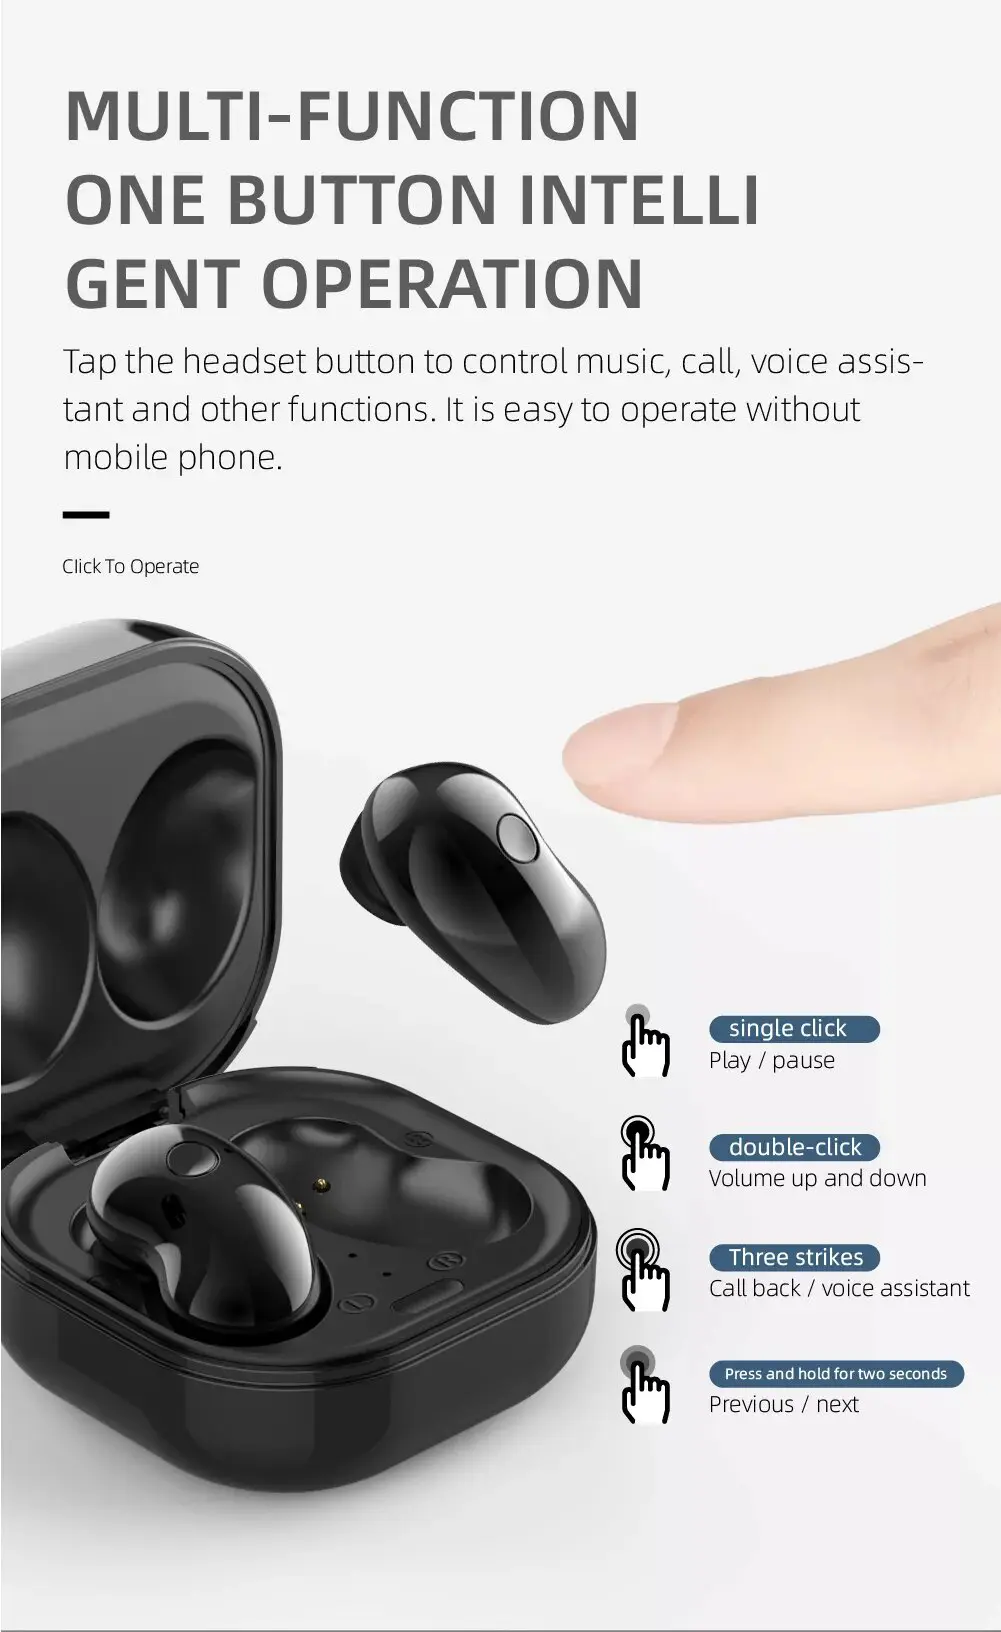 MULTI-FUNCTION
ONE BUTTON INTELLI
GENT OPERATION
Tap the headset button to control music, call, voice assis-
tant and other functions. It is easy to operate without
mobile phone.
Click To Operate
single click
Play / pause
double-click
Volume up and down
Three strikes
Call back / voice assistant
Press and hold for two seconds
Previous / next
R
L